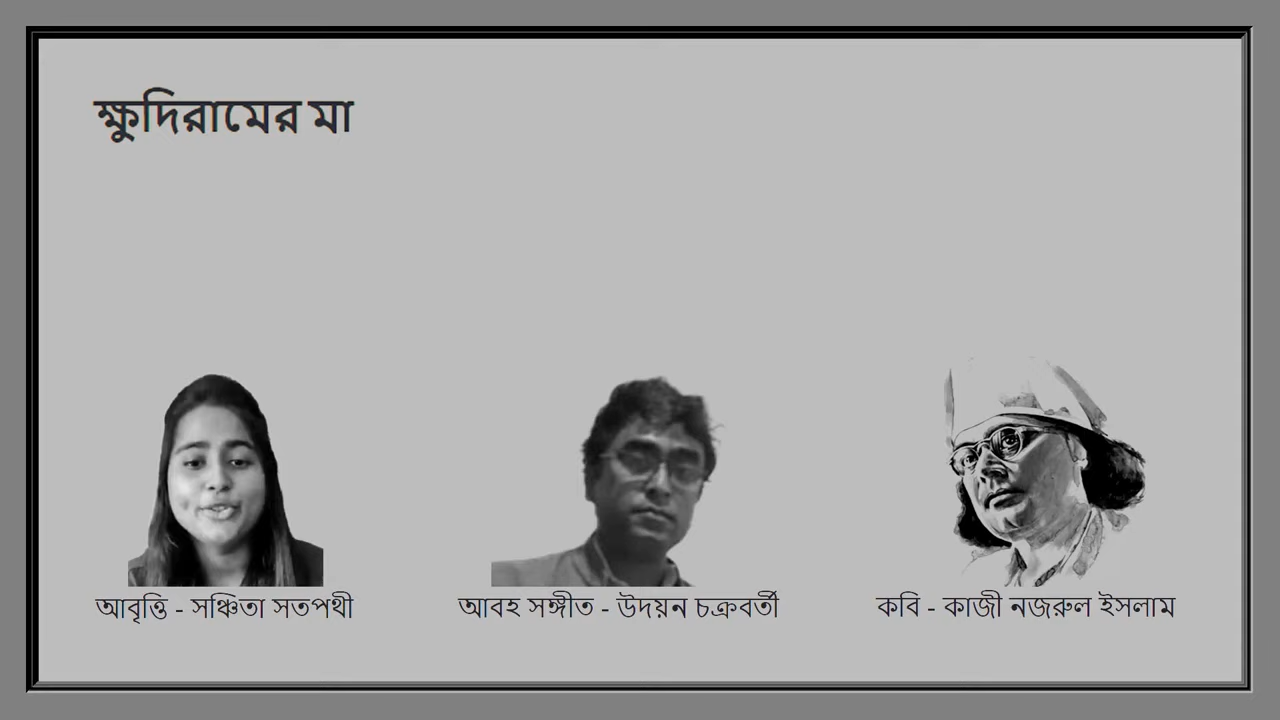 ক্ষুদিরামের মা
আবৃত্তি - সঞ্চিতা সতপথী
আবহ সঙ্গীত - উদয়ন চক্রবর্তী
কবি - কাজী নজরুল ইসলাম